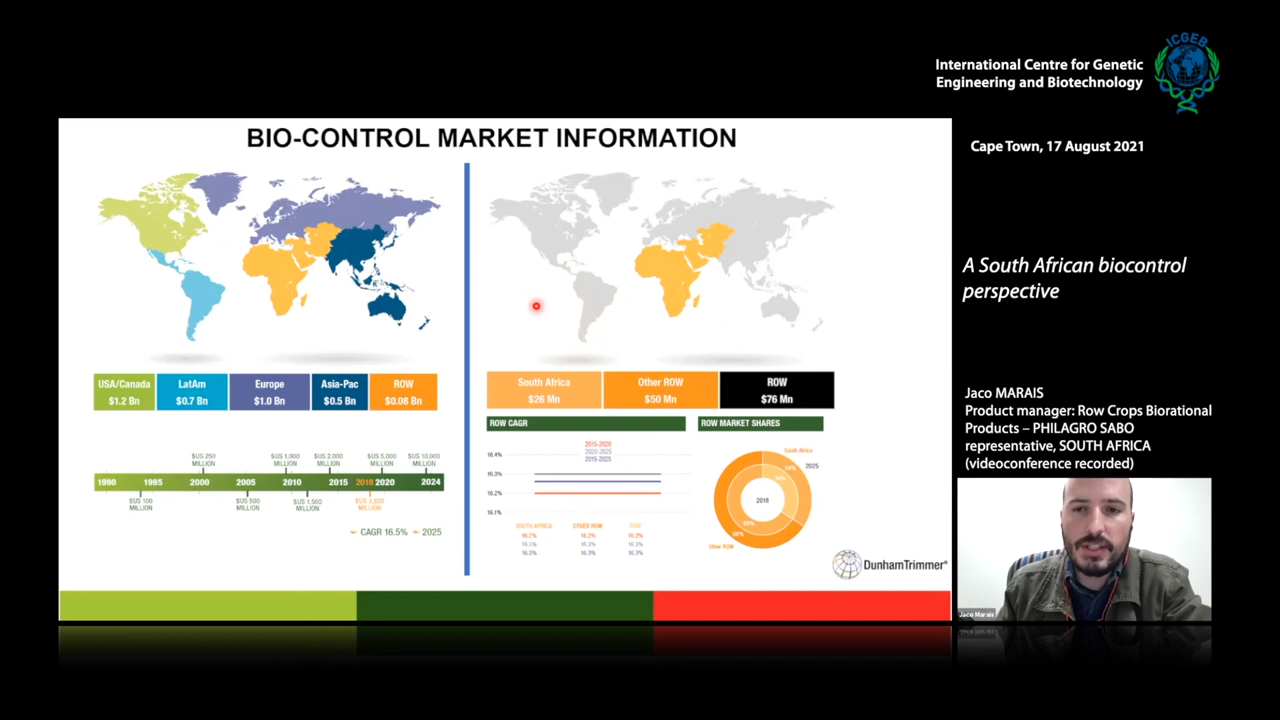 ICGEB
International Centre for Genetic
Engineering and Biotechnology
Cape Town, 17 August 2021
A South African biocontrol
perspective
Jaco MARAIS
Product manager: Row Crops Biorational
Products – PHILAGRO SABO
representative, SOUTH AFRICA
(videoconference recorded)
Jaco Marais
BIO-CONTROL MARKET INFORMATION
USA/Canada LatAm Europe Asia-Pac ROW
$1.2 Bn $0.7 Bn $1.0 Bn $0.5 Bn $0.08 Bn
$US 250 MILLION $US 1,000 MILLION $US 2,000 MILLION $US 5,000 MILLION $US 10,000 MILLION
1990 1995 2000 2005 2010 2015 2018 2020 2024
$US 100 MILLION $US 500 MILLION $US 1,500 MILLION MILLION
CAGR 16.5% 2025
South Africa Other ROW ROW
$26 Mn $50 Mn $76 Mn
ROW CAGR
2015-2020
2020-2025
2015-2025
16.4%
16.3%
16.2%
16.1%
SOUTH AFRICA OTHER ROW ROW
16.2% 16.2% 16.2%
16.3% 16.3% 16.3%
16.3% 16.3% 16.3%
ROW MARKET SHARES
South Africa
2025
34%
2018
66%
Other ROW
DunhamTrimmer®